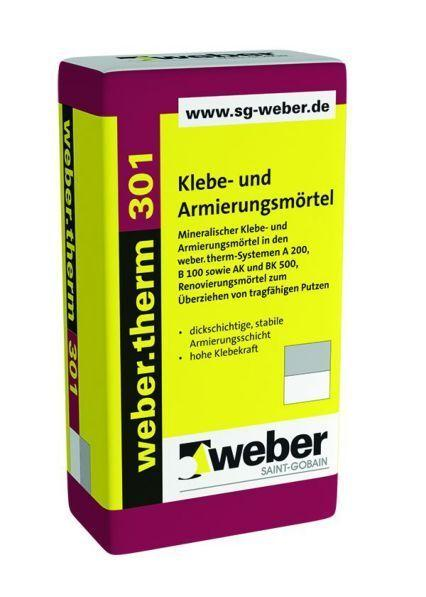 www.sg-weber.de
weber.therm 301
weber.therm 301
Klebe- und
Armierungsmörtel
Mineralischer Klebe- und
Armierungsmörtel in den
weber.therm-Systemen A 200,
B 100 sowie AK und BK 500,
Renovierungsmörtel zum
Überziehen von tragfähigen Putzen
• dickschichtige, stabile
Armierungsschicht
• hohe Klebekraft
weber
SAINT-GOBAIN